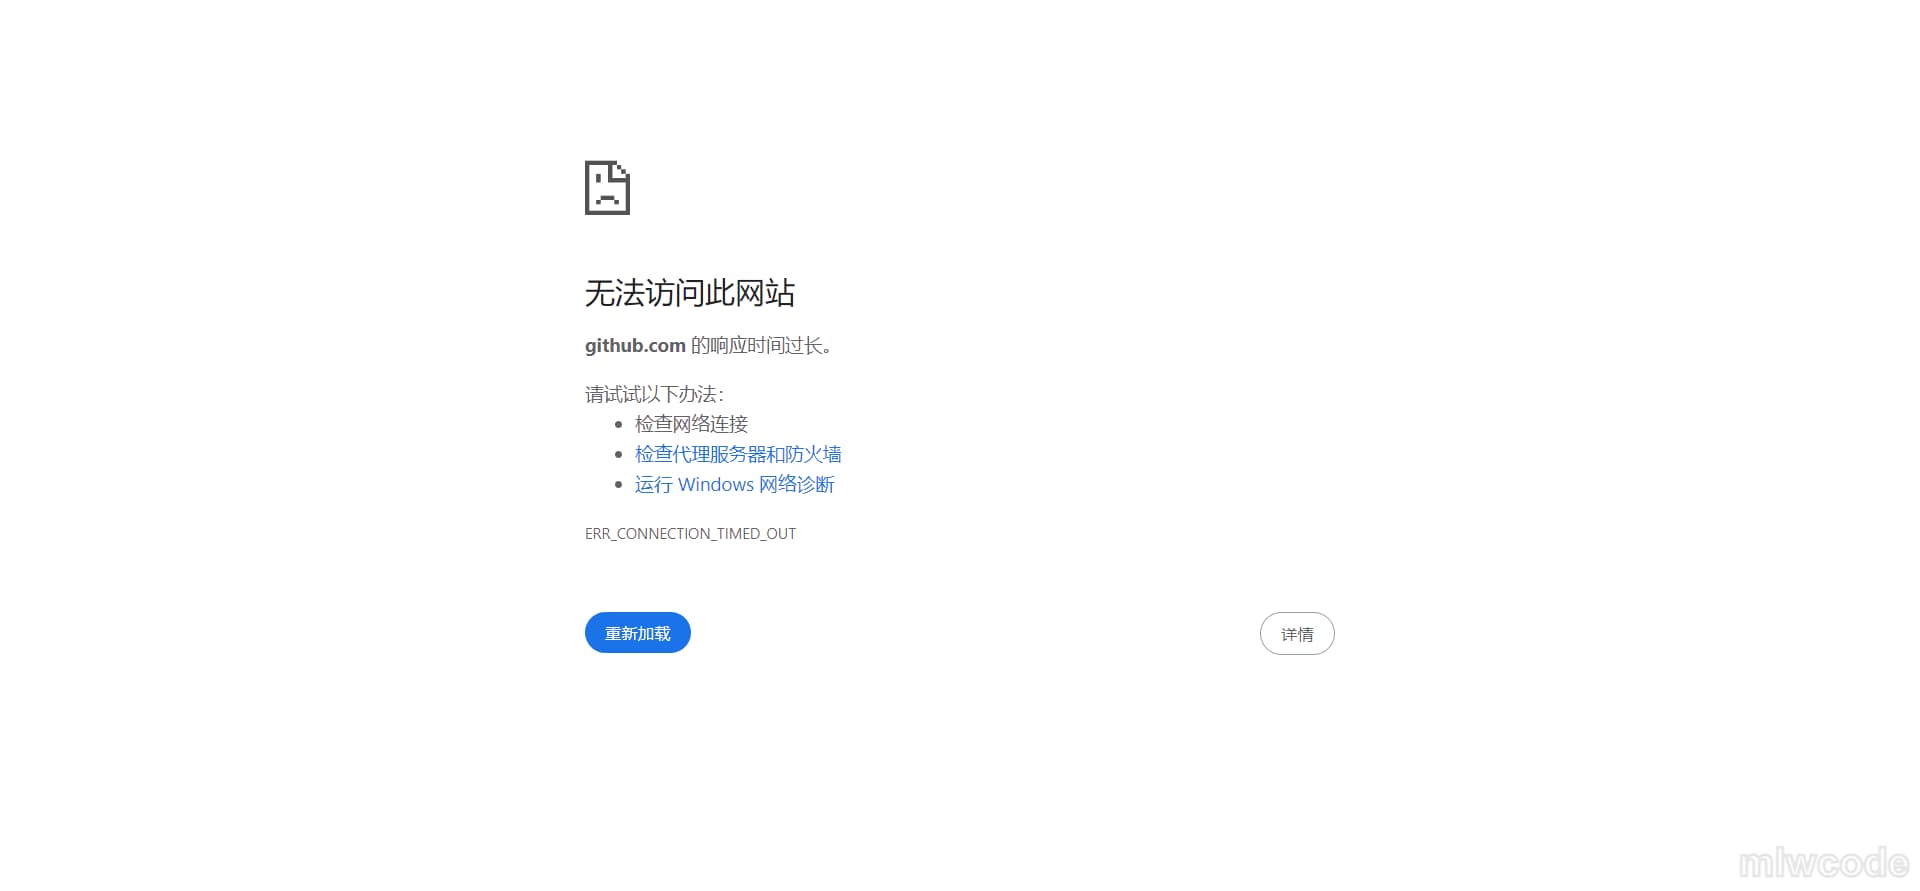 无法访问此网站
github.com 的响应时间过长。
请试试以下办法：
检查网络连接
检查代理服务器和防火墙
运行 Windows 网络诊断
ERR_CONNECTION_TIMED_OUT
重新加载
详情
mlwcode